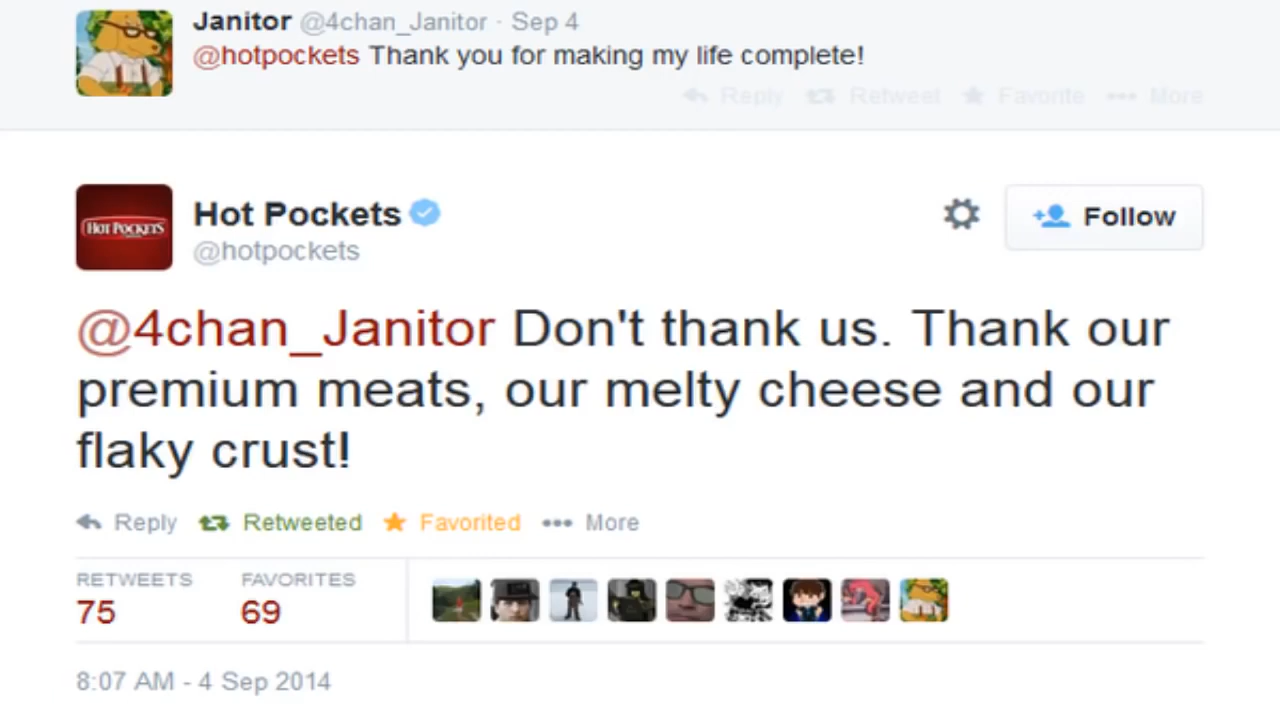 Janitor @4chan_Janitor · Sep 4
@hotpockets Thank you for making my life complete!
Reply Retweet Favorite ••• More
HOT POCKETS
Hot Pockets
@hotpockets
Follow
@4chan_Janitor Don't thank us. Thank our
premium meats, our melty cheese and our
flaky crust!
Reply Retweeted Favorited ••• More
RETWEETS FAVORITES
75 69
8:07 AM - 4 Sep 2014